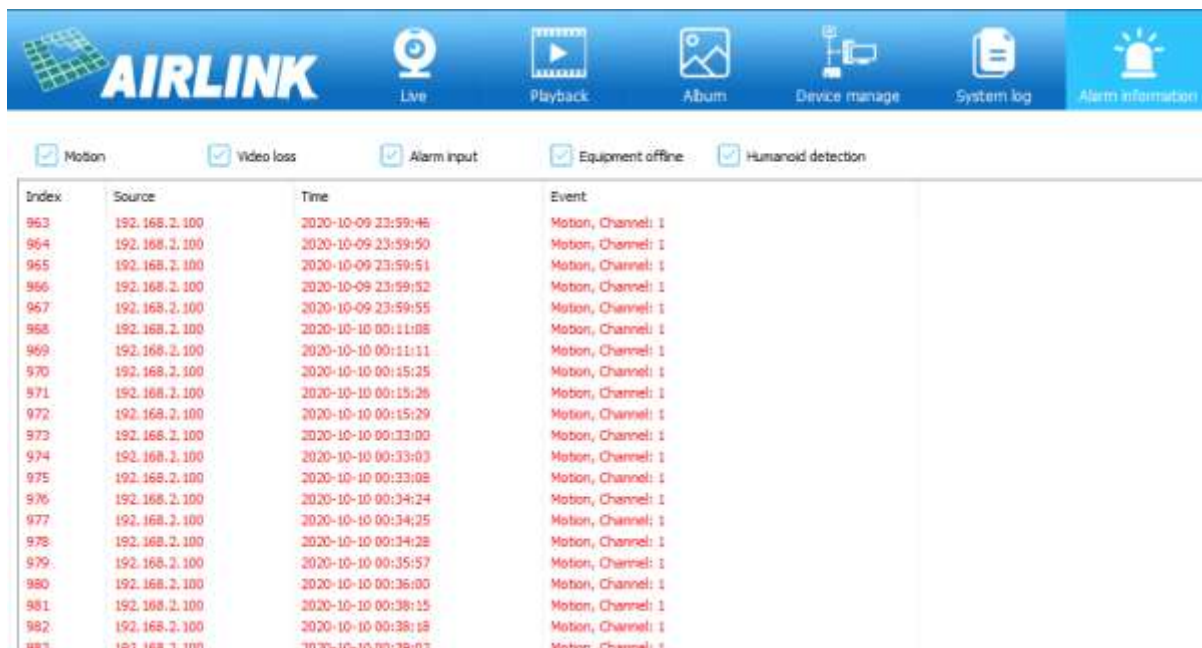 AIRLINK
Live Playback Album Device manage System log Alarm information
Motion Video loss Alarm input Equipment offline Humanoid detection
Index Source Time Event
963 192.168.2.100 2020-10-09 23:59:46 Motion, Channel: 1
964 192.168.2.100 2020-10-09 23:59:50 Motion, Channel: 1
965 192.168.2.100 2020-10-09 23:59:51 Motion, Channel: 1
966 192.168.2.100 2020-10-09 23:59:52 Motion, Channel: 1
967 192.168.2.100 2020-10-09 23:59:55 Motion, Channel: 1
968 192.168.2.100 2020-10-10 00:11:08 Motion, Channel: 1
969 192.168.2.100 2020-10-10 00:11:11 Motion, Channel: 1
970 192.168.2.100 2020-10-10 00:15:25 Motion, Channel: 1
971 192.168.2.100 2020-10-10 00:15:26 Motion, Channel: 1
972 192.168.2.100 2020-10-10 00:15:29 Motion, Channel: 1
973 192.168.2.100 2020-10-10 00:33:00 Motion, Channel: 1
974 192.168.2.100 2020-10-10 00:33:03 Motion, Channel: 1
975 192.168.2.100 2020-10-10 00:33:08 Motion, Channel: 1
976 192.168.2.100 2020-10-10 00:34:24 Motion, Channel: 1
977 192.168.2.100 2020-10-10 00:34:25 Motion, Channel: 1
978 192.168.2.100 2020-10-10 00:34:28 Motion, Channel: 1
979 192.168.2.100 2020-10-10 00:35:57 Motion, Channel: 1
980 192.168.2.100 2020-10-10 00:36:00 Motion, Channel: 1
981 192.168.2.100 2020-10-10 00:38:15 Motion, Channel: 1
982 192.168.2.100 2020-10-10 00:38:18 Motion, Channel: 1